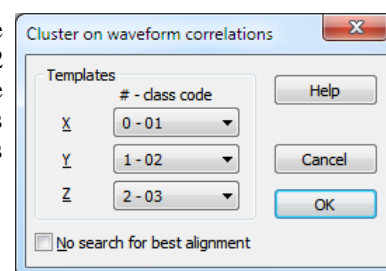 Cluster on waveform correlations
Templates
# - class code
X 0 - 01
Y 1 - 02
Z 2 - 03
No search for best alignment
Help
Cancel
OK